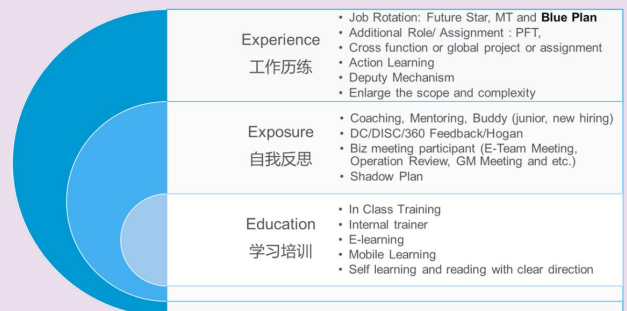 Experience
工作历练
• Job Rotation: Future Star, MT and Blue Plan
• Additional Role/ Assignment : PFT,
• Cross function or global project or assignment
• Action Learning
• Deputy Mechanism
• Enlarge the scope and complexity
Exposure
自我反思
• Coaching, Mentoring, Buddy (junior, new hiring)
• DC/DISC/360 Feedback/Hogan
• Biz meeting participant (E-Team Meeting,
Operation Review, GM Meeting and etc.)
• Shadow Plan
Education
学习培训
• In Class Training
• Internal trainer
• E-learning
• Mobile Learning
• Self learning and reading with clear direction